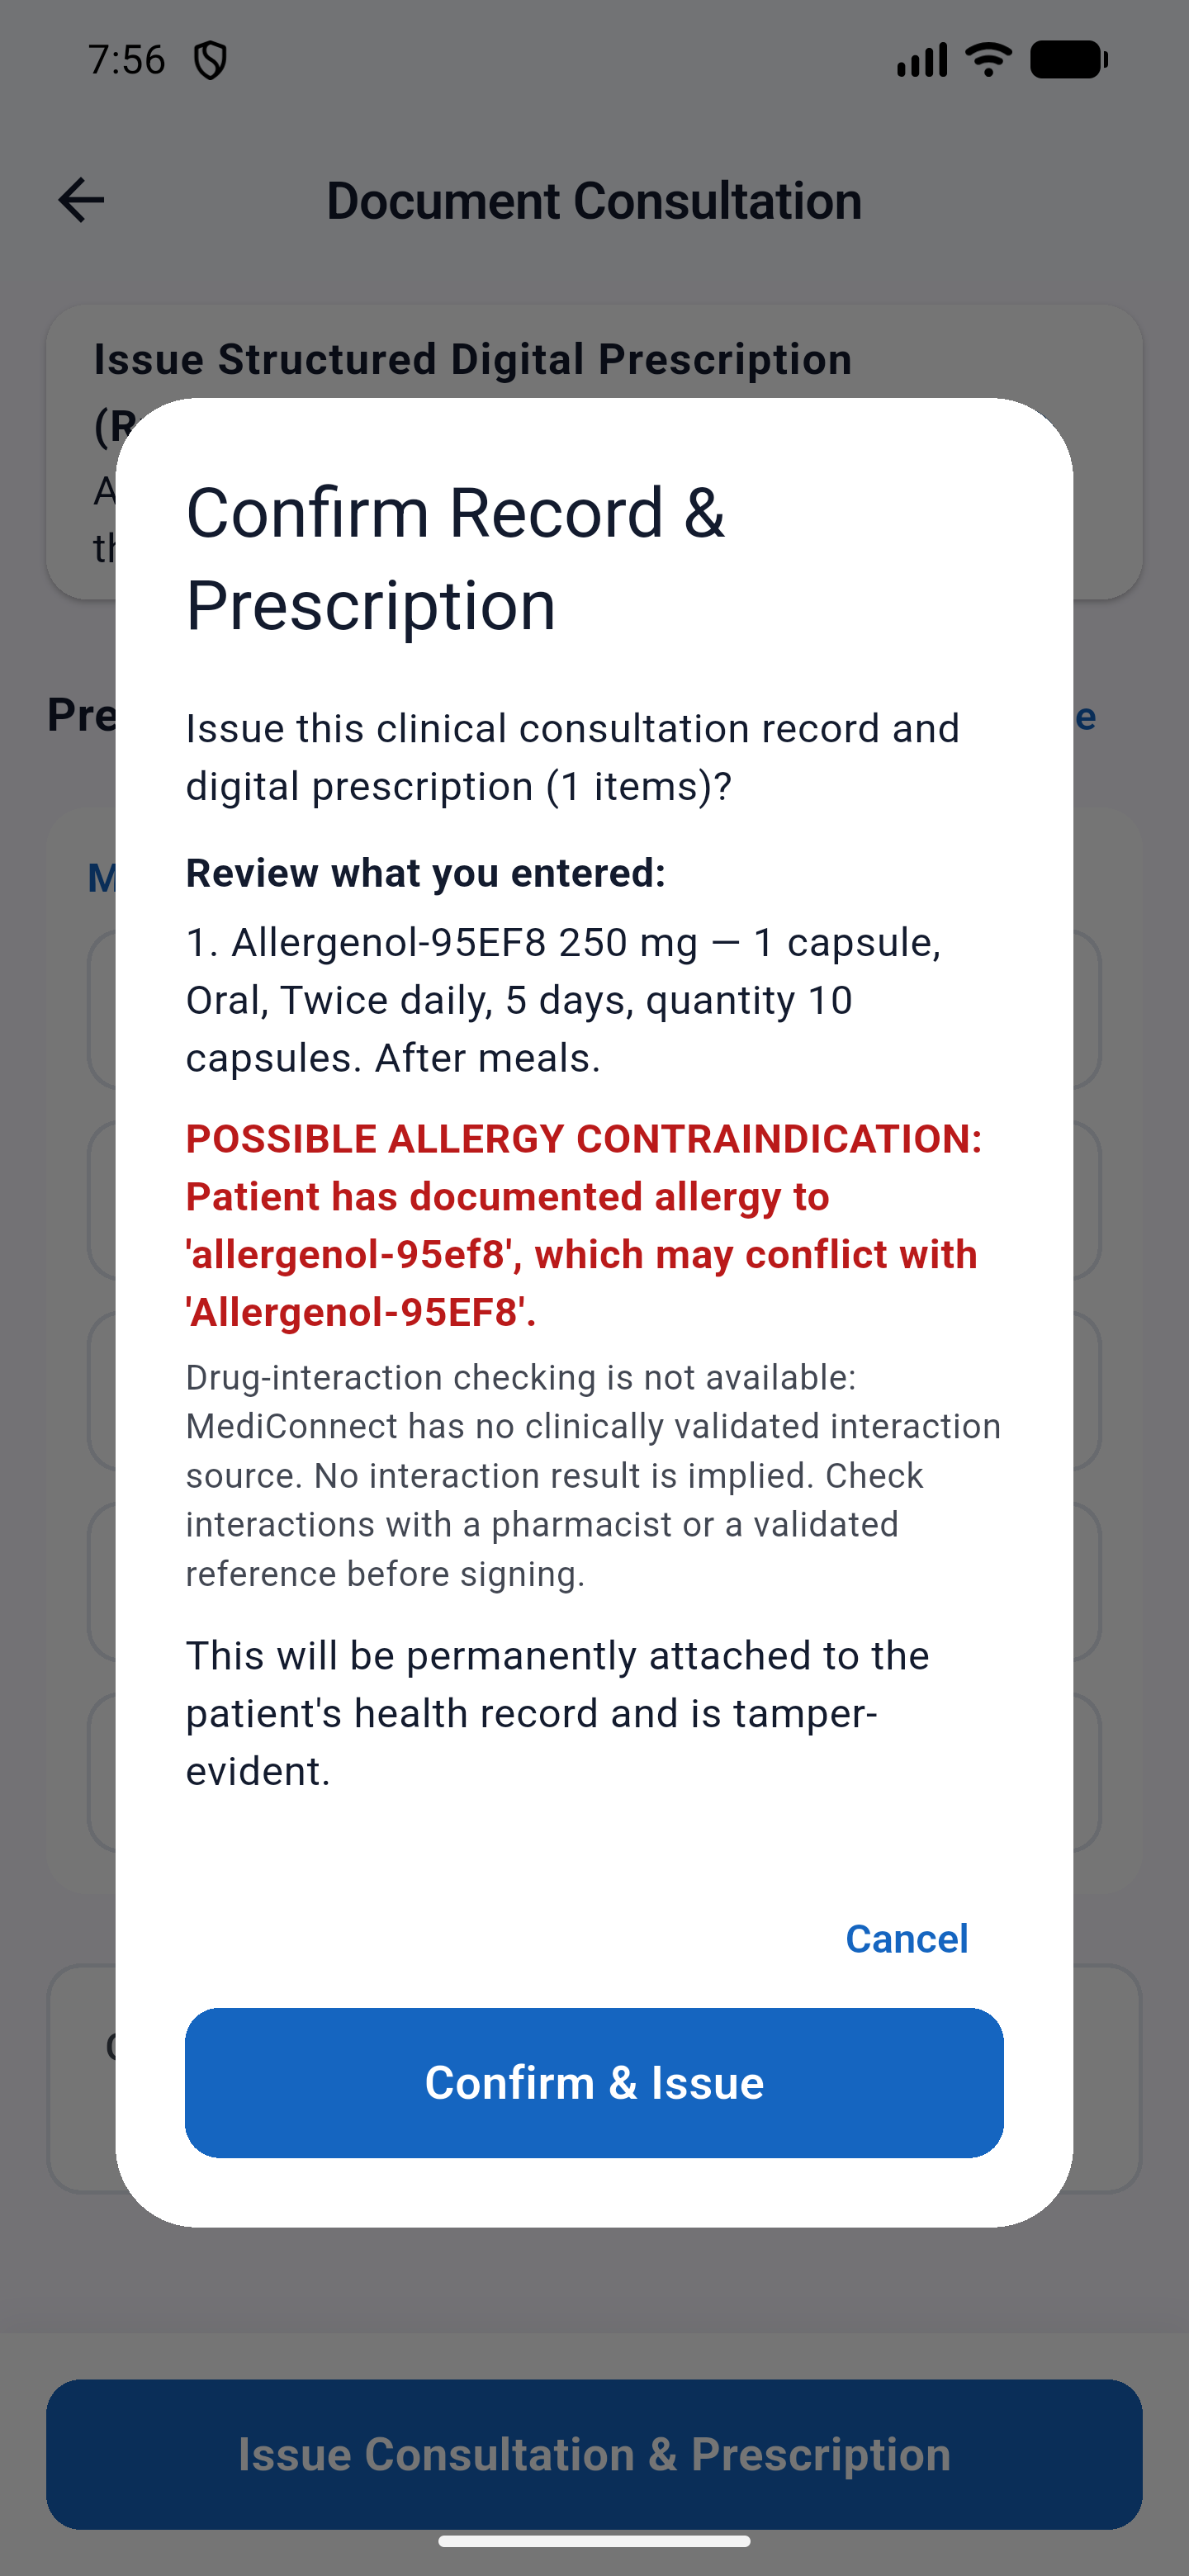 7:56
Document Consultation
Issue Structured Digital Prescription
Confirm Record &
Prescription
Issue this clinical consultation record and
digital prescription (1 items)?
Review what you entered:
1. Allergenol-95EF8 250 mg — 1 capsule,
Oral, Twice daily, 5 days, quantity 10
capsules. After meals.
POSSIBLE ALLERGY CONTRAINDICATION:
Patient has documented allergy to
'allergenol-95ef8', which may conflict with
'Allergenol-95EF8'.
Drug-interaction checking is not available:
MediConnect has no clinically validated interaction
source. No interaction result is implied. Check
interactions with a pharmacist or a validated
reference before signing.
This will be permanently attached to the
patient's health record and is tamper-
evident.
Cancel
Confirm & Issue
Issue Consultation & Prescription